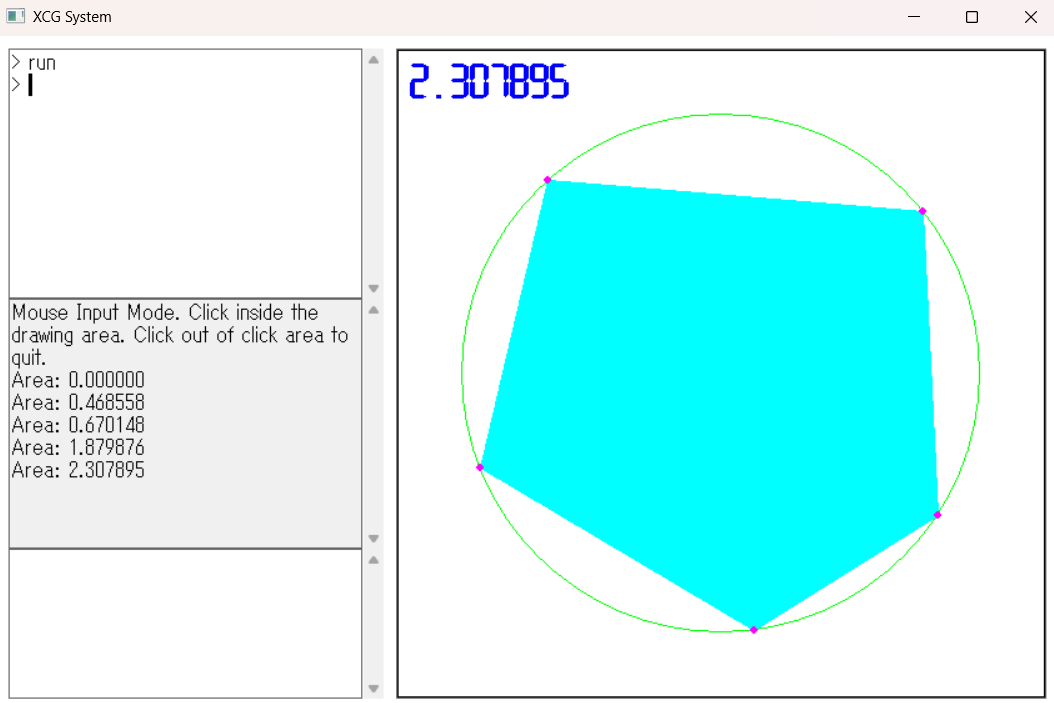 XCG System
> run
>
2.307895
Mouse Input Mode. Click inside the
drawing area. Click out of click area to
quit.
Area: 0.000000
Area: 0.468558
Area: 0.670148
Area: 1.879876
Area: 2.307895